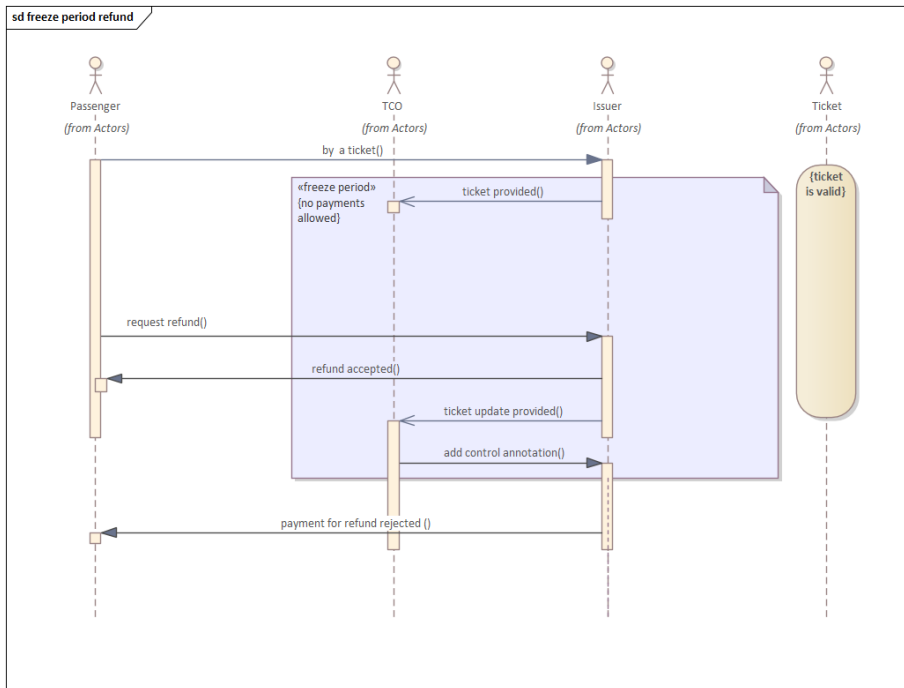 sd freeze period refund
Passenger
(from Actors)
TCO
(from Actors)
Issuer
(from Actors)
Ticket
(from Actors)
by  a ticket()
{ticket
is valid}
«freeze period»
{no payments
allowed}
ticket provided()
request refund()
refund accepted()
ticket update provided()
add control annotation()
payment for refund rejected ()